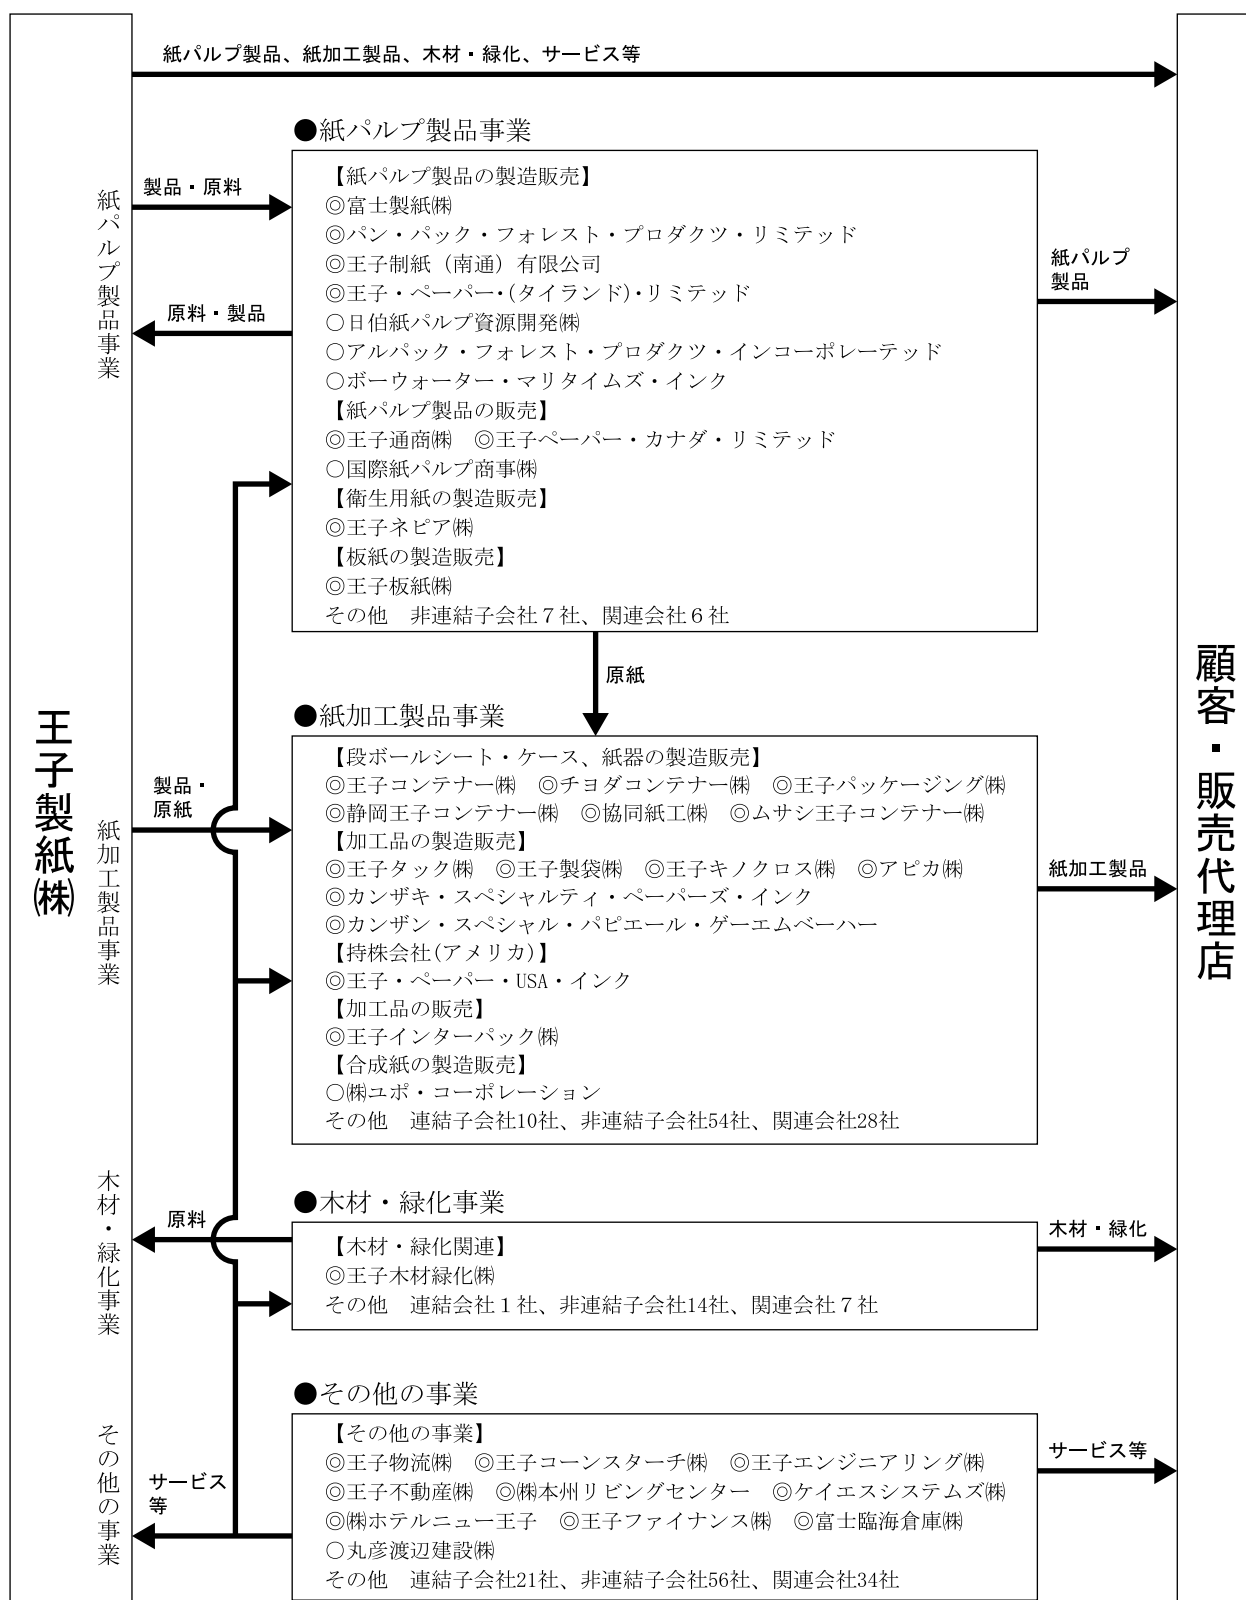 紙パルプ製品、紙加工製品、木材・緑化、サービス等
●紙パルプ製品事業
製品・原料
原料・製品
紙パルプ製品事業
【紙パルプ製品の製造販売】
◎富士製紙㈱
◎パン・パック・フォレスト・プロダクツ・リミテッド
◎王子制紙（南通）有限公司
◎王子・ペーパー・(タイランド)・リミテッド
○日伯紙パルプ資源開発㈱
○アルパック・フォレスト・プロダクツ・インコーポレーテッド
○ボーウォーター・マリタイムズ・インク
【紙パルプ製品の販売】
◎王子通商㈱　◎王子ペーパー・カナダ・リミテッド
○国際紙パルプ商事㈱
【衛生用紙の製造販売】
◎王子ネピア㈱
【板紙の製造販売】
◎王子板紙㈱
その他　非連結子会社７社、関連会社６社
紙パルプ
製品
原紙
王子製紙㈱
●紙加工製品事業
製品・
原紙
紙加工製品事業
【段ボールシート・ケース、紙器の製造販売】
◎王子コンテナー㈱　◎チヨダコンテナー㈱　◎王子パッケージング㈱
◎静岡王子コンテナー㈱　◎協同紙工㈱　◎ムサシ王子コンテナー㈱
【加工品の製造販売】
◎王子タック㈱　◎王子製袋㈱　◎王子キノクロス㈱　◎アピカ㈱
◎カンザキ・スペシャルティ・ペーパーズ・インク
◎カンザン・スペシャル・パピエール・ゲーエムベーハー
【持株会社(アメリカ)】
◎王子・ペーパー・USA・インク
【加工品の販売】
◎王子インターパック㈱
【合成紙の製造販売】
○㈱ユポ・コーポレーション
その他　連結子会社10社、非連結子会社54社、関連会社28社
紙加工製品
顧客・販売代理店
●木材・緑化事業
原料
木材・緑化事業
【木材・緑化関連】
◎王子木材緑化㈱
その他　連結会社１社、非連結子会社14社、関連会社７社
木材・緑化
●その他の事業
サービス
等
その他の事業
【その他の事業】
◎王子物流㈱　◎王子コーンスターチ㈱　◎王子エンジニアリング㈱
◎王子不動産㈱　◎㈱本州リビングセンター　◎ケイエスシステムズ㈱
◎㈱ホテルニュー王子　◎王子ファイナンス㈱　◎富士臨海倉庫㈱
○丸彦渡辺建設㈱
その他　連結子会社21社、非連結子会社56社、関連会社34社
サービス等